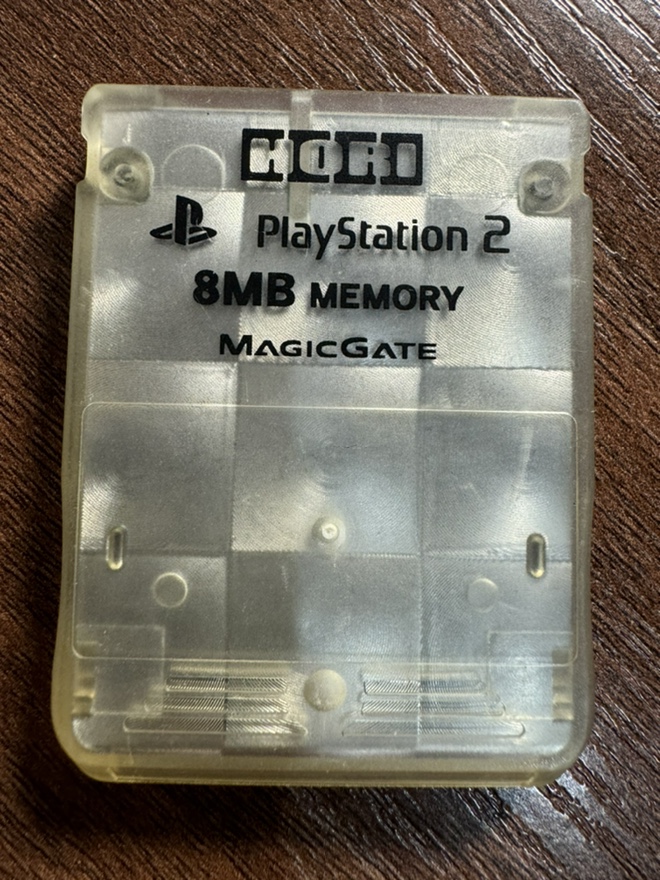 HORI
PlayStation 2
8MB MEMORY
MAGICGATE